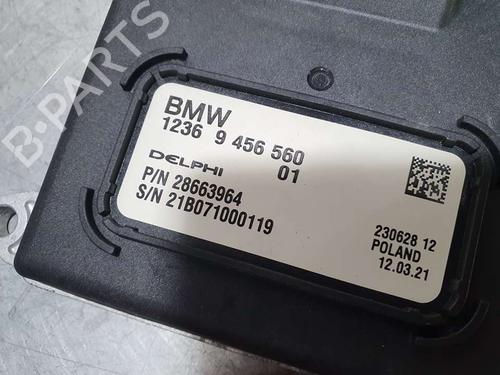 B-PARTS
BMW
1236 9 456 560
01
DELPHI
P/N 28663964
S/N 21B071000119
230628 12
POLAND
12.03.21